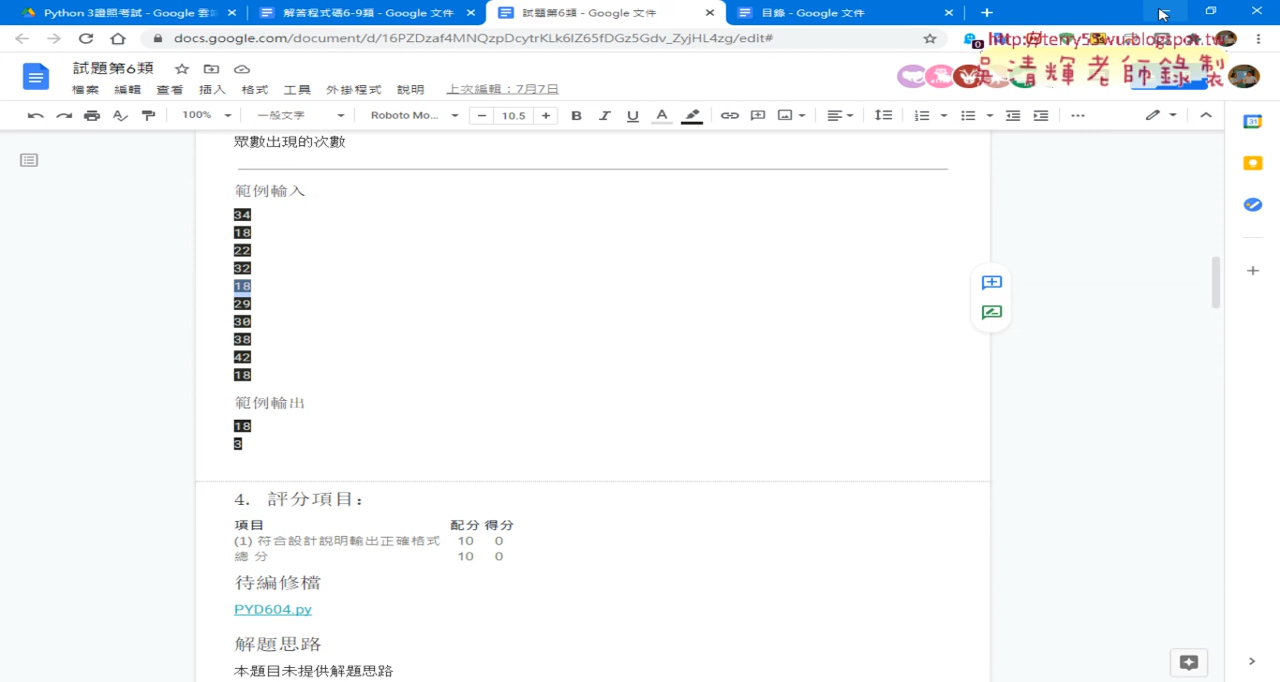 Python 3證照考試 - Google 雲端
解答程式碼6-9類 - Google 文件
試題第6類 - Google 文件
目錄 - Google 文件
docs.google.com/document/d/16PZDzaf4MNQzpDcytrKLk6IZ65fDGz5Gdv_ZyjHL4zg/edit#
http://terry55wu.blogspot.tw
吳清輝老師錄製
試題第6類
檔案 編輯 查看 插入 格式 工具 外掛程式 說明 上次編輯：7月7日
100% 一般文字 Roboto Mo... 10.5 B I U A
眾數出現的次數
範例輸入
34
18
22
32
18
29
30
38
42
18
範例輸出
18
3
4. 評分項目：
項目 配分 得分
(1) 符合設計說明輸出正確格式 10 0
總 分 10 0
待編修檔
PYD604.py
解題思路
本題目未提供解題思路